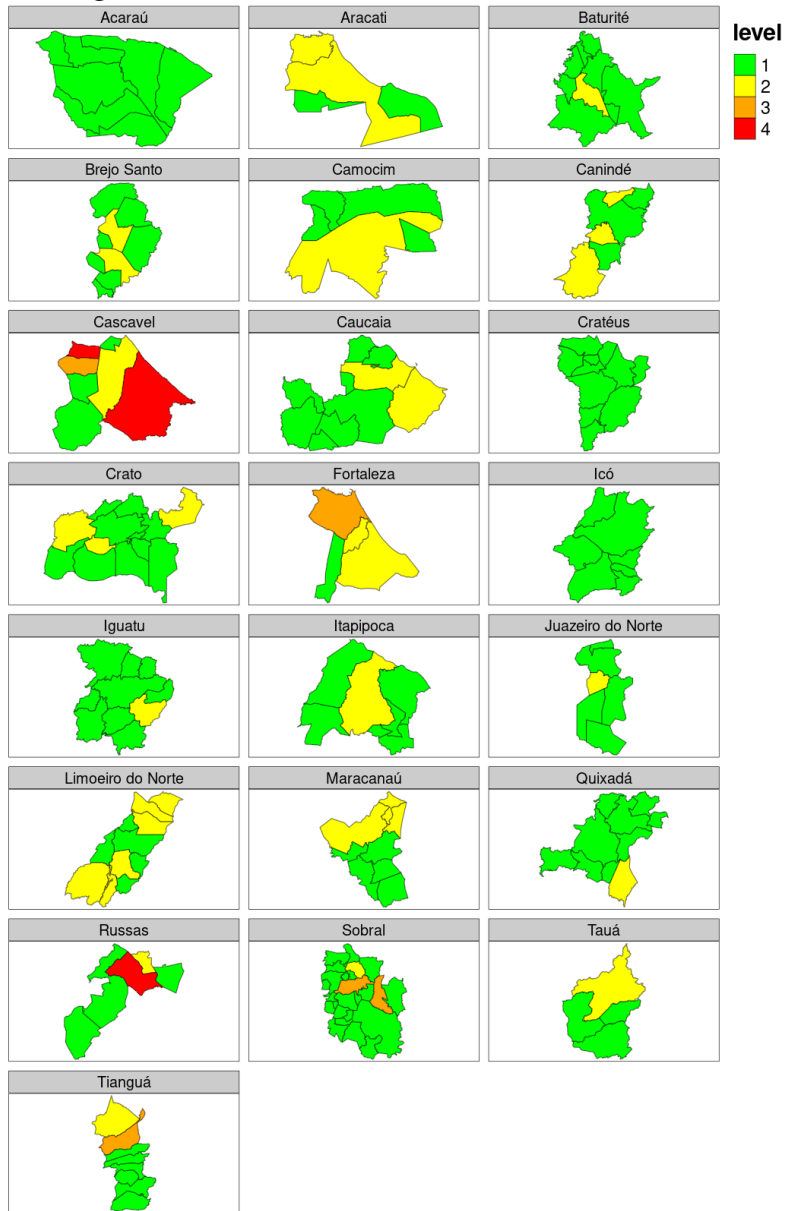 Acaraú
Aracati
Baturité
level
1
2
3
4
Brejo Santo
Camocim
Canindé
Cascavel
Caucaia
Cratéus
Crato
Fortaleza
Icó
Iguatu
Itapipoca
Juazeiro do Norte
Limoeiro do Norte
Maracanaú
Quixadá
Russas
Sobral
Tauá
Tianguá